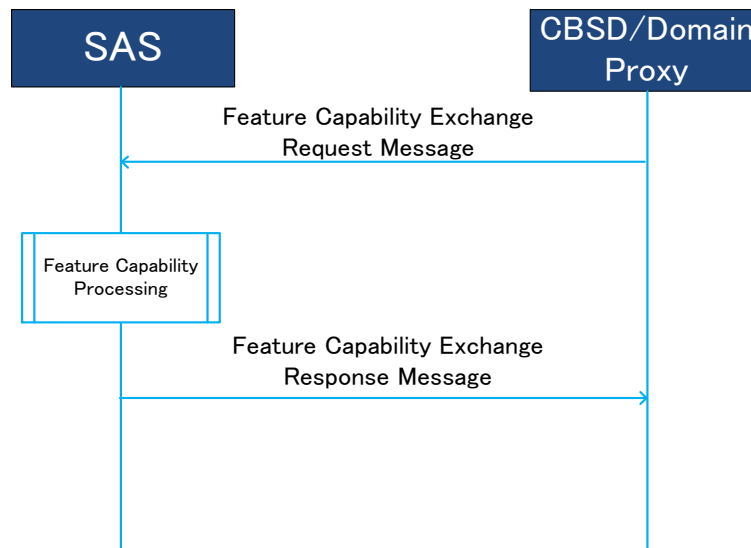 SAS
CBSD/Domain
Proxy
Feature Capability Exchange
Request Message
Feature Capability
Processing
Feature Capability Exchange
Response Message